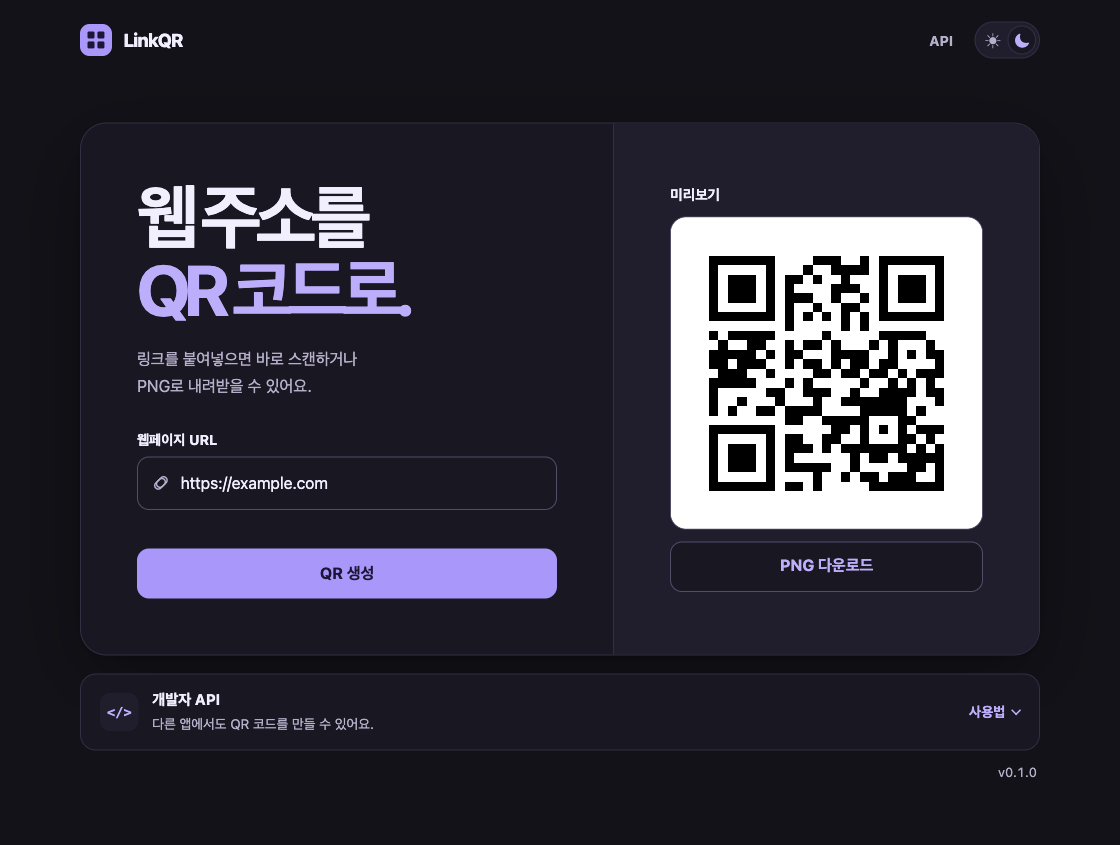 LinkQR
API
웹 주소를
QR 코드로.
링크를 붙여넣으면 바로 스캔하거나
PNG로 내려받을 수 있어요.
웹페이지 URL
https://example.com
QR 생성
미리보기
PNG 다운로드
</>
개발자 API
다른 앱에서도 QR 코드를 만들 수 있어요.
사용법
v0.1.0